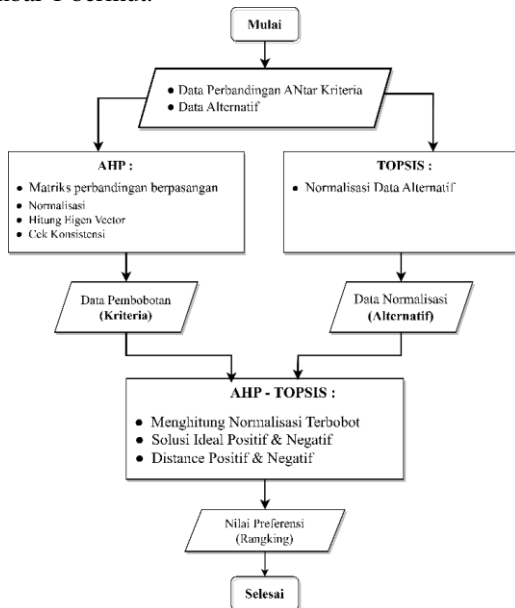 Mulai
• Data Perbandingan ANtar Kriteria
• Data Alternatif
AHP :
• Matriks perbandingan berpasangan
• Normalisasi
• Hitung Eigen Vector
• Cek Konsistensi
TOPSIS :
• Normalisasi Data Alternatif
Data Pembobotan
(Kriteria)
Data Normalisasi
(Alternatif)
AHP - TOPSIS :
• Menghitung Normalisasi Terbobot
• Solusi Ideal Positif & Negatif
• Distance Positif & Negatif
Nilai Preferensi
(Rangking)
Selesai